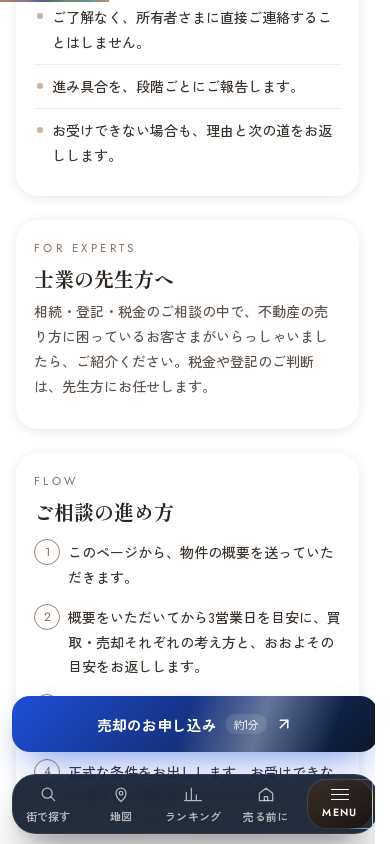 ご了解なく、所有者さまに直接ご連絡するこ
とはしません。
進み具合を、段階ごとにご報告します。
お受けできない場合も、理由と次の道をお返
しします。
FOR EXPERTS
士業の先生方へ
相続・登記・税金のご相談の中で、不動産の売
り方に困っているお客さまがいらっしゃいまし
たら、ご紹介ください。税金や登記のご判断
は、先生方にお任せします。
FLOW
ご相談の進め方
1 このページから、物件の概要を送っていた
だきます。
2 概要をいただいてから3営業日を目安に、買
取・売却それぞれの考え方と、おおよその
目安をお返しします。
売却のお申し込み 約1分
4 正式な条件をお出しします。お受けできな
街で探す 地図 ランキング 売る前に MENU